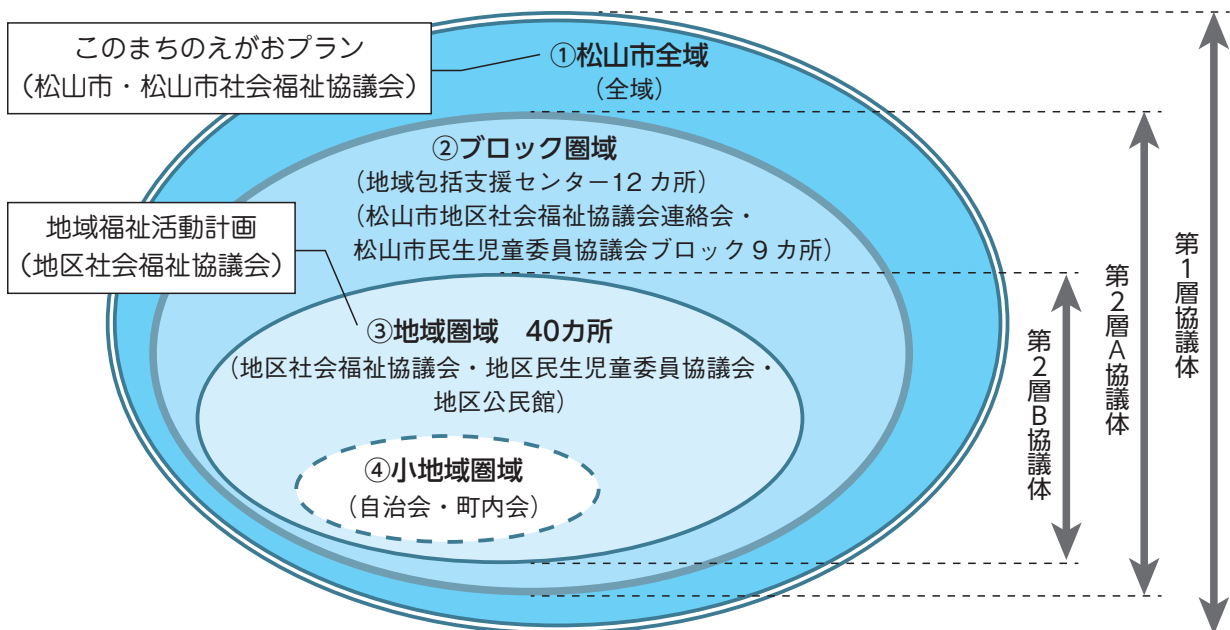 このまちのえがおプラン
（松山市・松山市社会福祉協議会）
①松山市全域
（全域）
②ブロック圏域
（地域包括支援センター12 カ所）
（松山市地区社会福祉協議会連絡会・
松山市民生児童委員協議会ブロック 9 カ所）
地域福祉活動計画
（地区社会福祉協議会）
③地域圏域　40カ所
（地区社会福祉協議会・地区民生児童委員協議会・
地区公民館）
④小地域圏域
（自治会・町内会）
第2層B協議体
第2層A協議体
第1層協議体